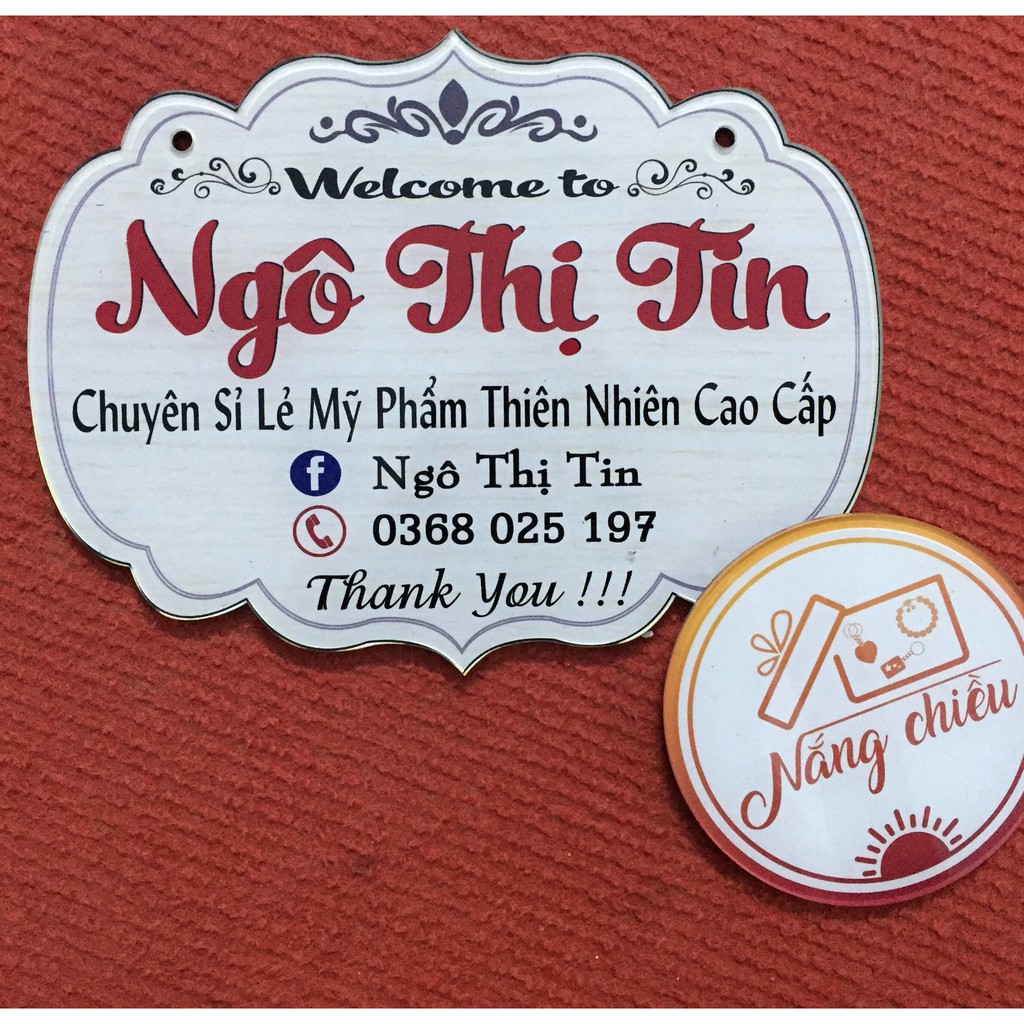 Welcome to
Ngô Thị Tin
Chuyên Sỉ Lẻ Mỹ Phẩm Thiên Nhiên Cao Cấp
f Ngô Thị Tin
0368 025 197
Thank You !!!
Nắng chiều